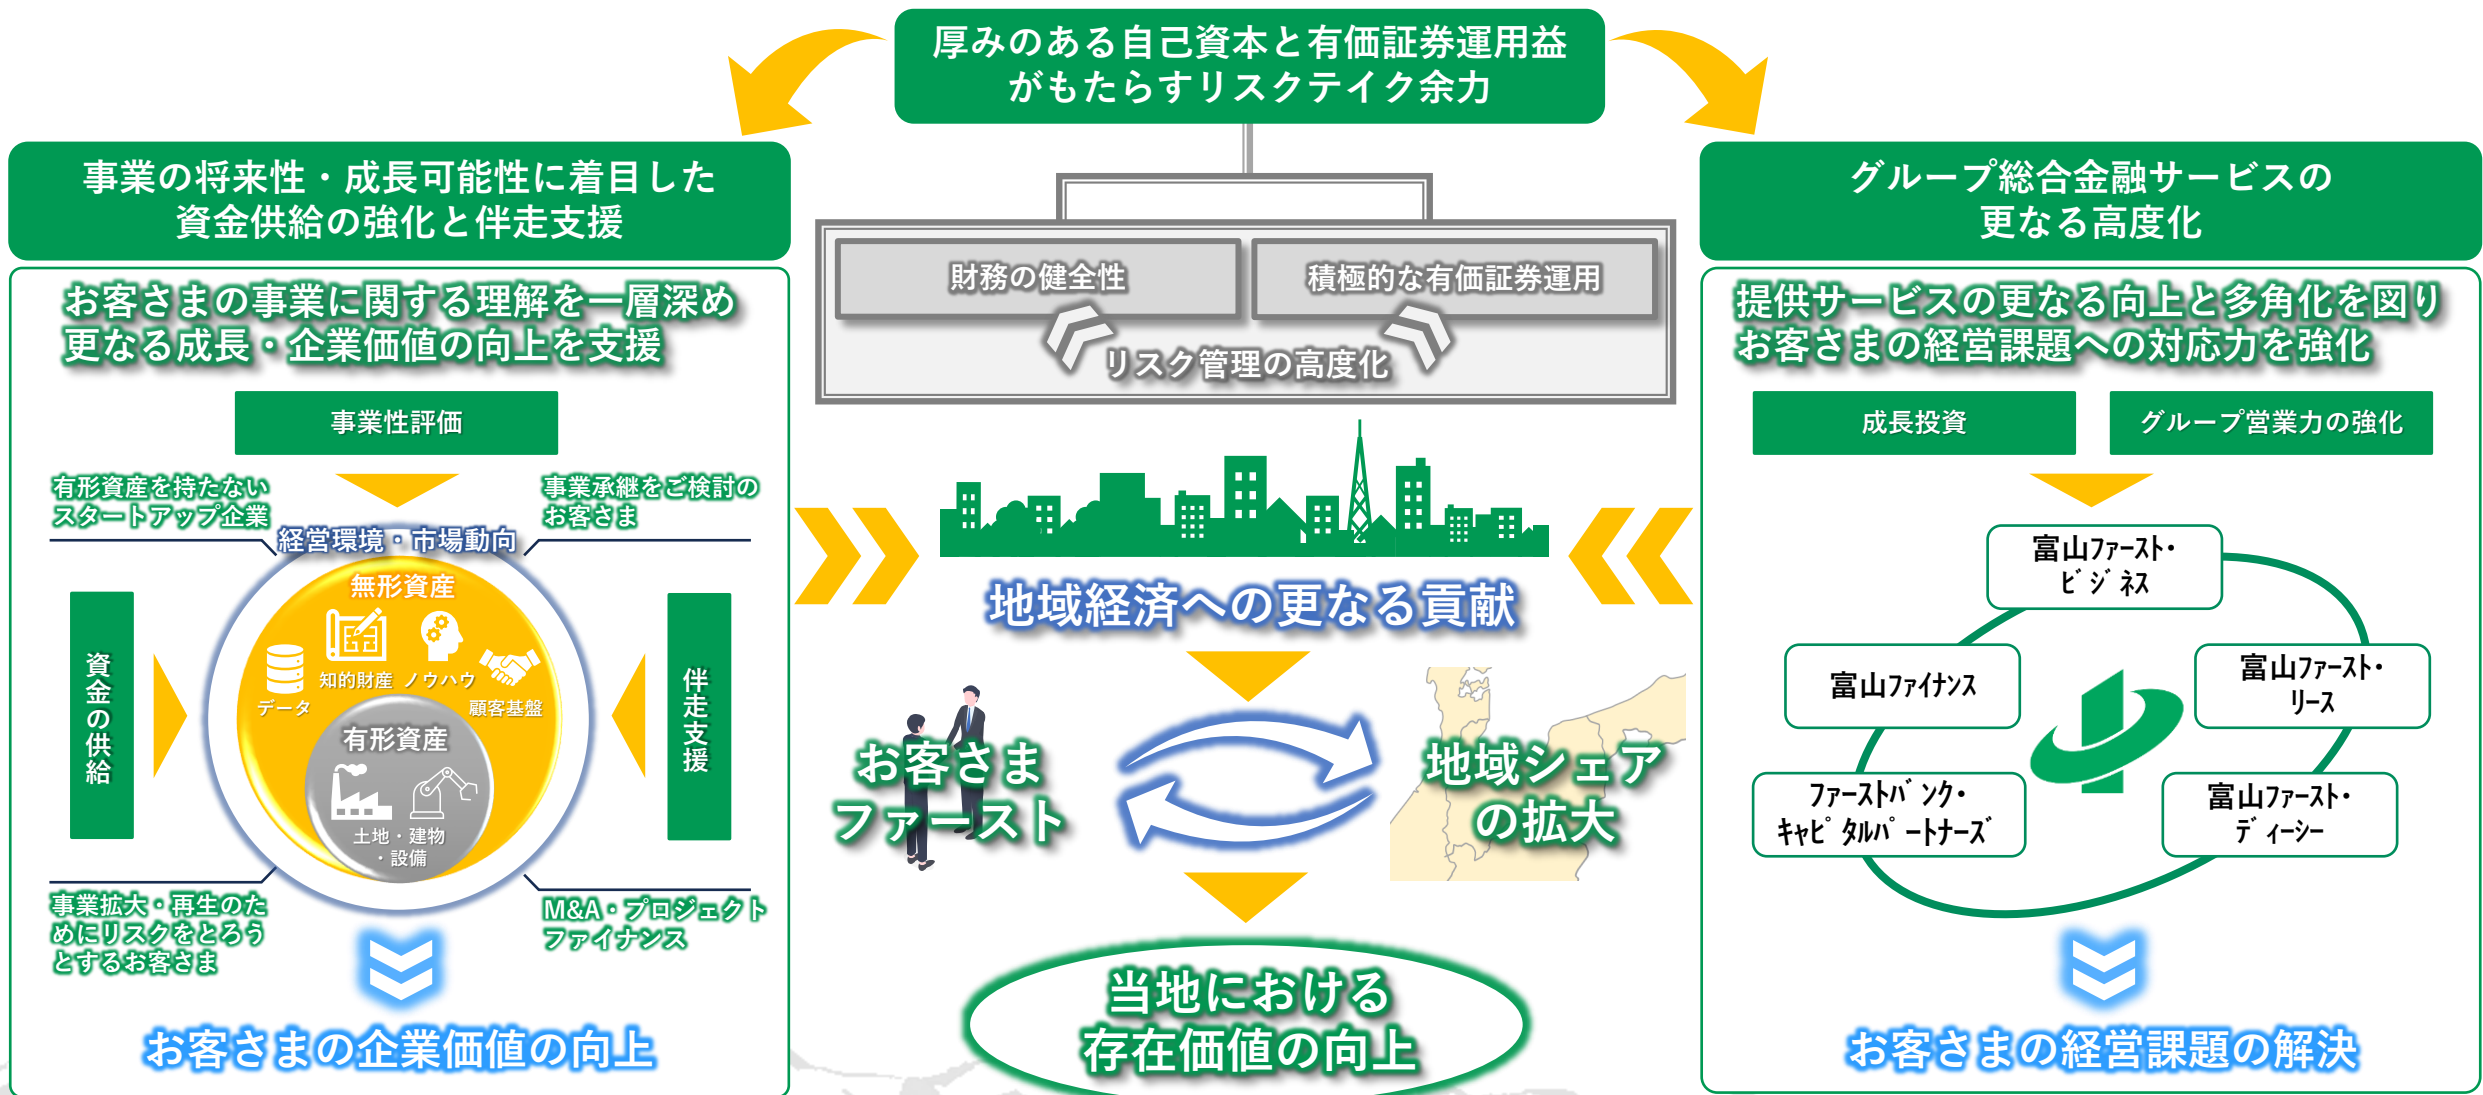 厚みのある自己資本と有価証券運用益
がもたらすリスクテイク余力
事業の将来性・成長可能性に着目した
資金供給の強化と伴走支援
お客さまの事業に関する理解を一層深め
更なる成長・企業価値の向上を支援
事業性評価
有形資産を持たない
スタートアップ企業
事業承継をご検討の
お客さま
経営環境・市場動向
無形資産
データ
知的財産
ノウハウ
顧客基盤
有形資産
土地・建物
・設備
資金の供給
伴走支援
事業拡大・再生のた
めにリスクをとろう
とするお客さま
M&A・プロジェクト
ファイナンス
お客さまの企業価値の向上
財務の健全性
積極的な有価証券運用
リスク管理の高度化
地域経済への更なる貢献
お客さま
ファースト
地域シェア
の拡大
当地における
存在価値の向上
グループ総合金融サービスの
更なる高度化
提供サービスの更なる向上と多角化を図り
お客さまの経営課題への対応力を強化
成長投資
グループ営業力の強化
富山ﾌｧｰｽﾄ・
ﾋﾞｼﾞﾈｽ
富山ﾌｧｲﾅﾝｽ
富山ﾌｧｰｽﾄ・
ﾘｰｽ
ﾌｧｰｽﾄﾊﾞﾝｸ・
ｷｬﾋﾟﾀﾙﾊﾟｰﾄﾅｰｽﾞ
富山ﾌｧｰｽﾄ・
ﾃﾞｨｰｼｰ
お客さまの経営課題の解決